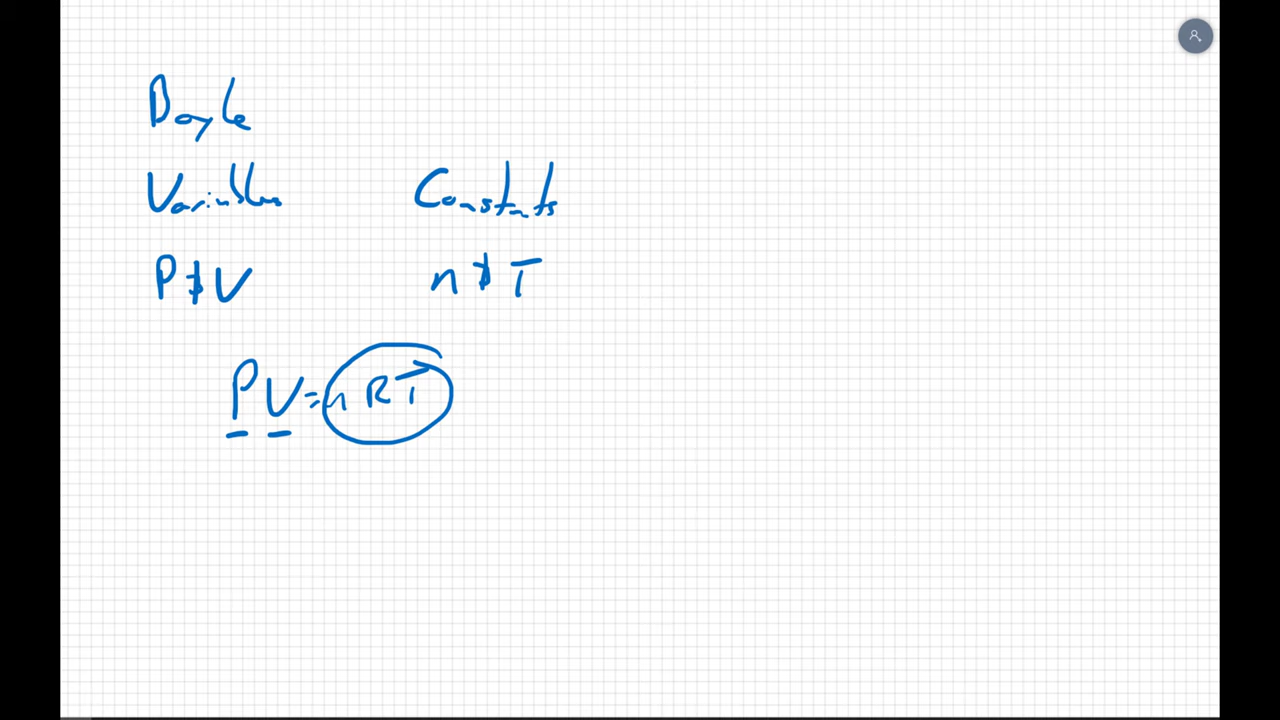 Boyle
Variables Constants
P & V n & T
PV = nRT